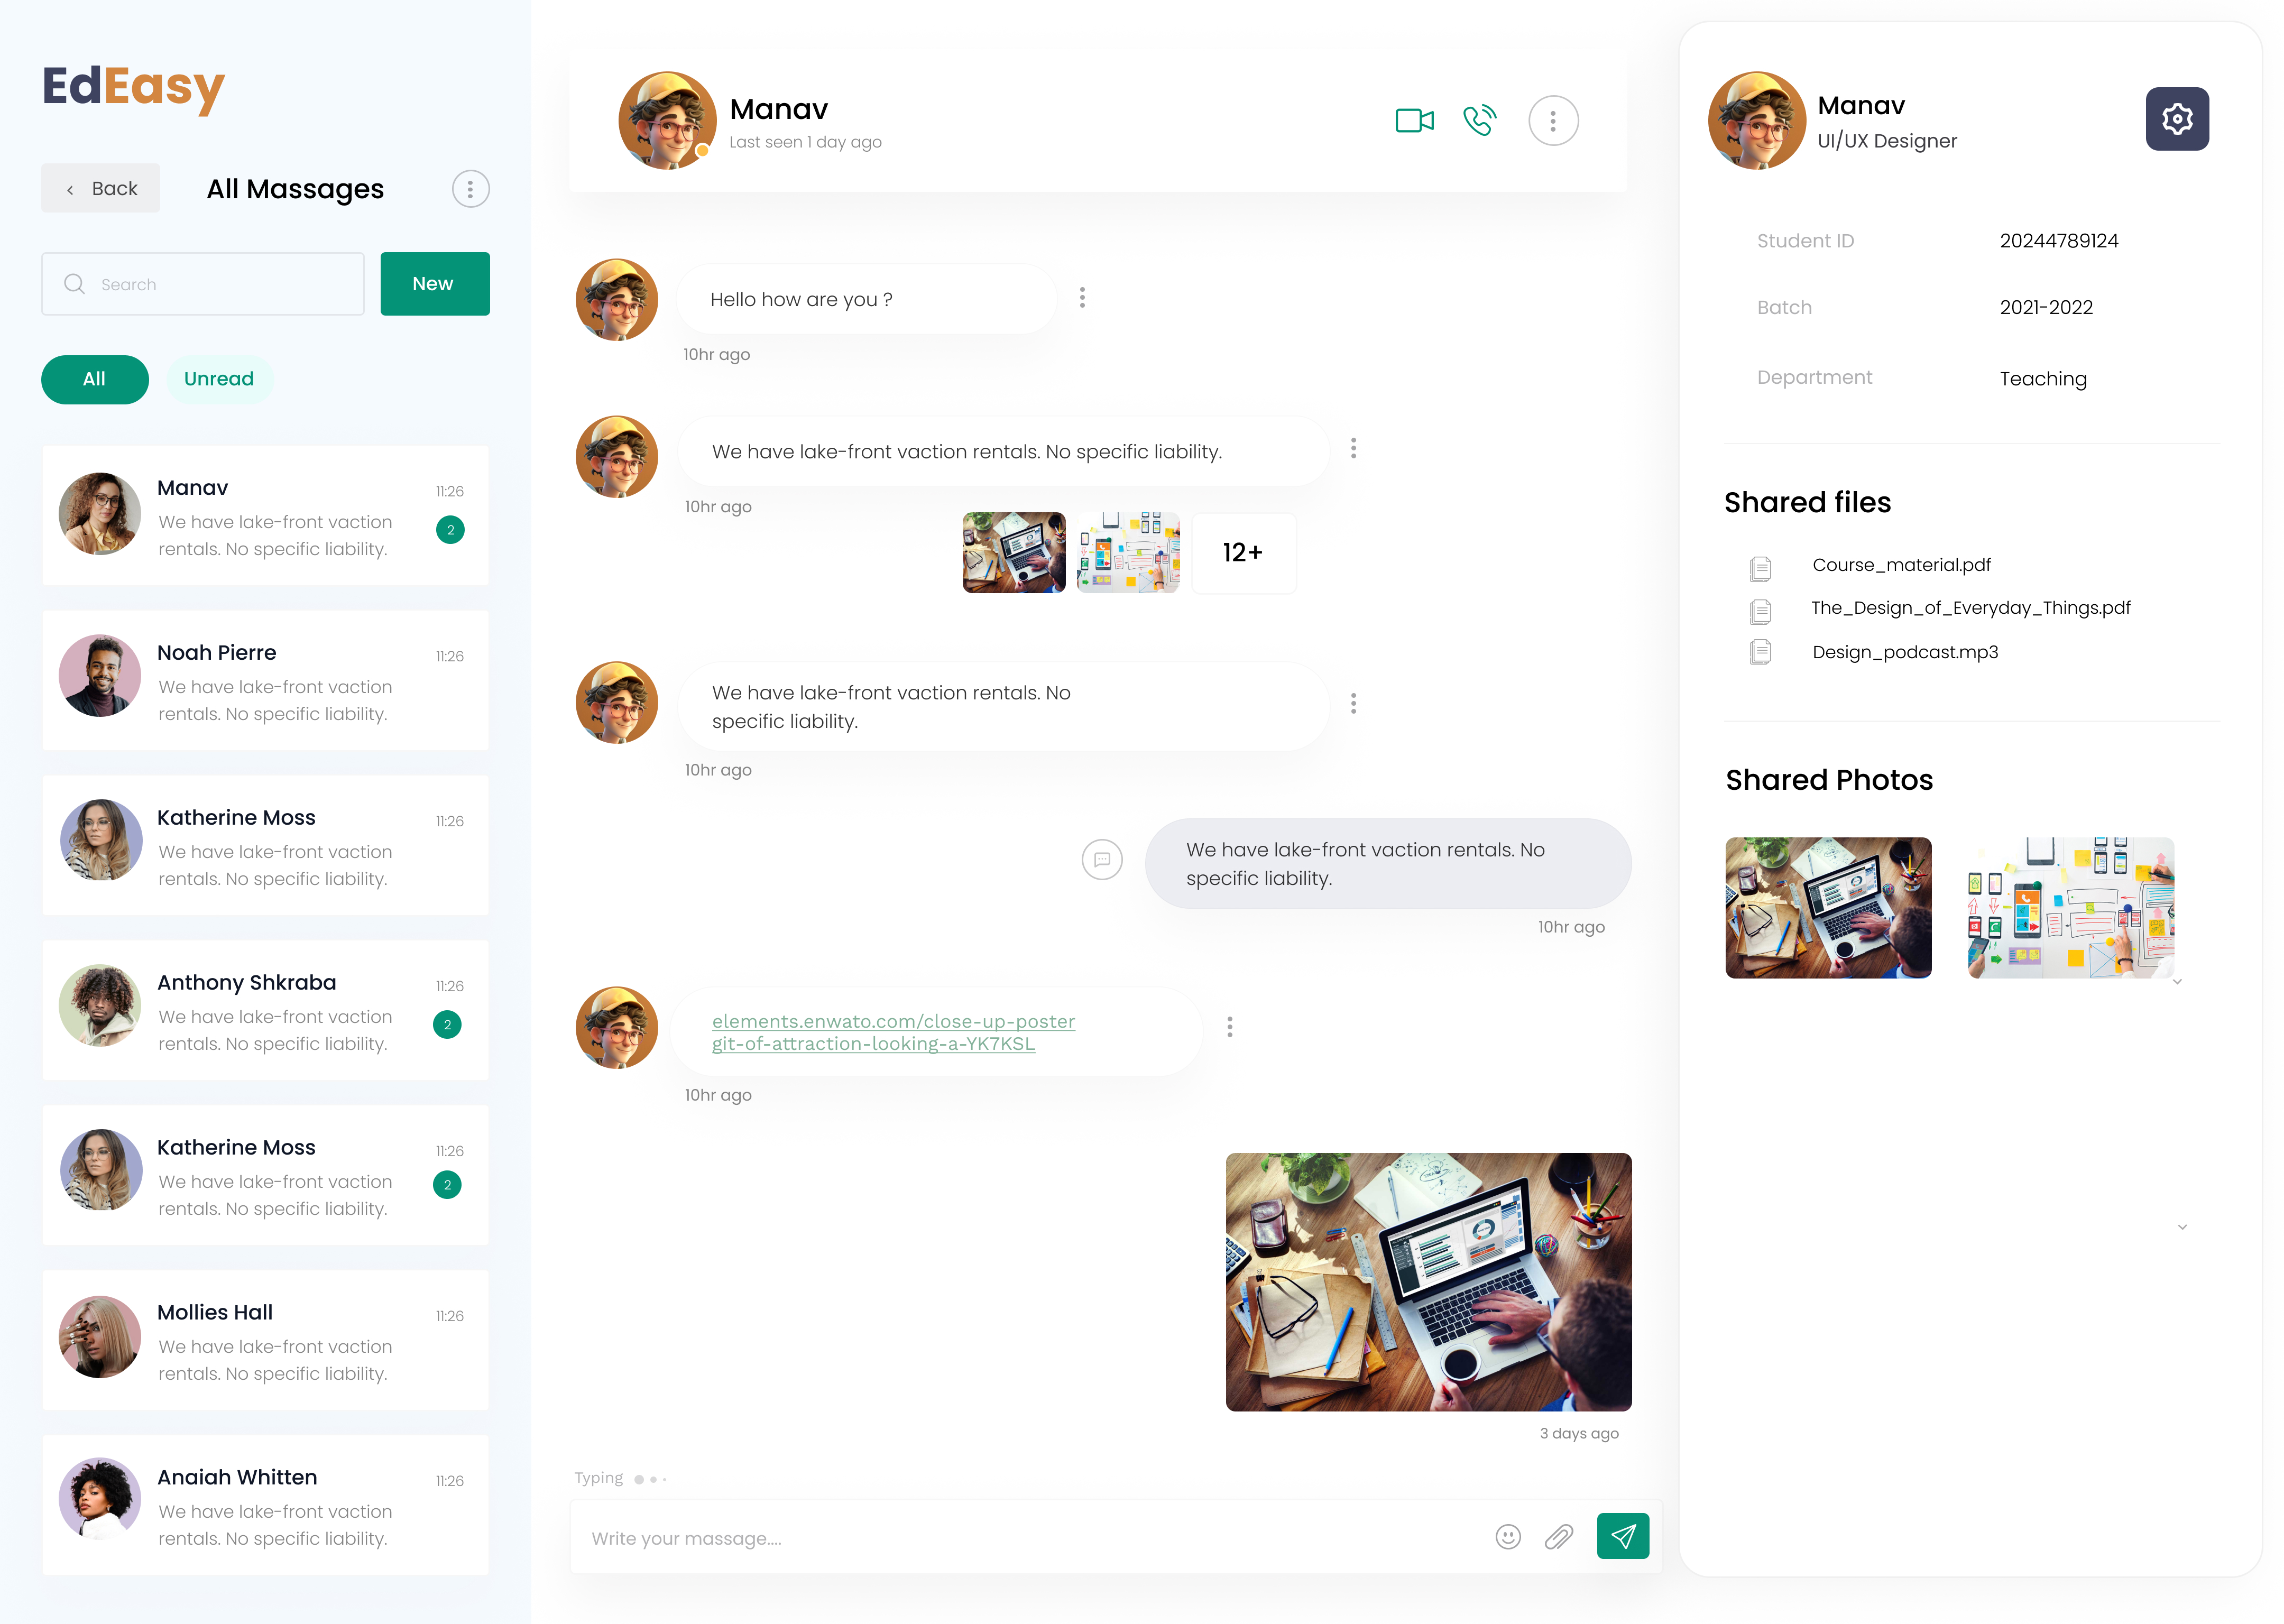 EdEasy
Back
All Massages
Search
New
All
Unread
Manav
11:26
We have lake-front vaction
rentals. No specific liability.
2
Noah Pierre
11:26
We have lake-front vaction
rentals. No specific liability.
Katherine Moss
11:26
We have lake-front vaction
rentals. No specific liability.
Anthony Shkraba
11:26
We have lake-front vaction
rentals. No specific liability.
2
Katherine Moss
11:26
We have lake-front vaction
rentals. No specific liability.
2
Mollies Hall
11:26
We have lake-front vaction
rentals. No specific liability.
Anaiah Whitten
11:26
We have lake-front vaction
rentals. No specific liability.
Manav
Last seen 1 day ago
Hello how are you ?
10hr ago
We have lake-front vaction rentals. No specific liability.
10hr ago
12+
We have lake-front vaction rentals. No
specific liability.
10hr ago
We have lake-front vaction rentals. No
specific liability.
10hr ago
elements.enwato.com/close-up-poster
git-of-attraction-looking-a-YK7KSL
10hr ago
3 days ago
Typing
Write your massage....
Manav
UI/UX Designer
Student ID
20244789124
Batch
2021-2022
Department
Teaching
Shared files
Course_material.pdf
The_Design_of_Everyday_Things.pdf
Design_podcast.mp3
Shared Photos